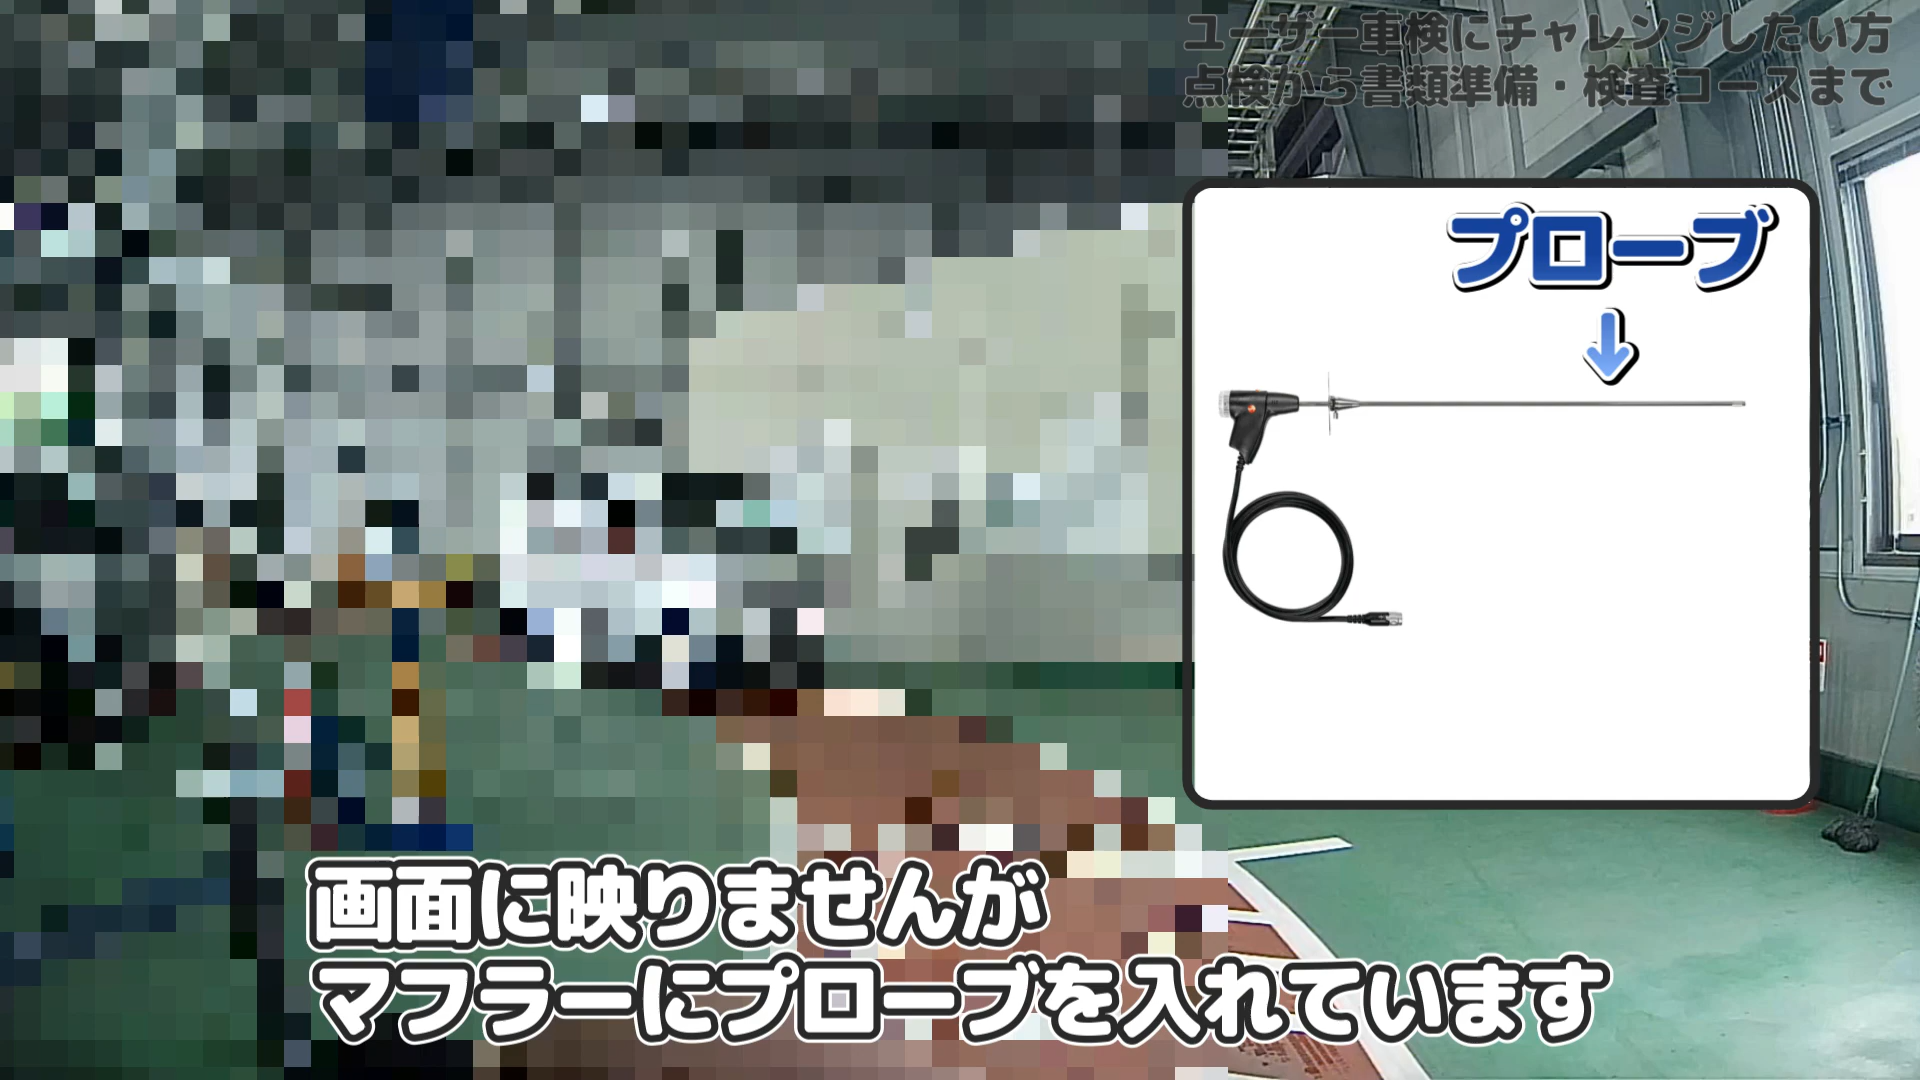 ユーザー車検にチャレンジしたい方
点検から書類準備・検査コースまで
プローブ
画面に映りませんが
マフラーにプローブを入れています